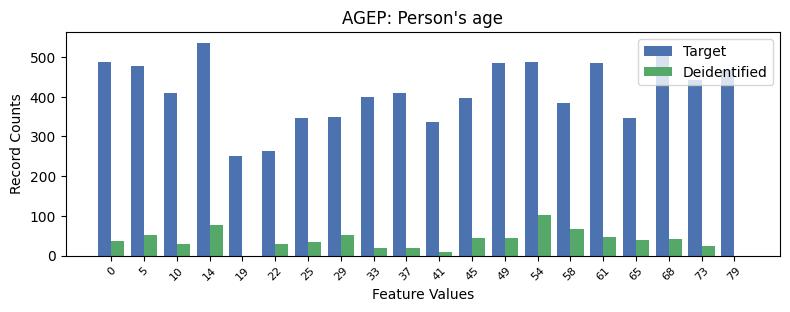 AGEP: Person's age
Target
Deidentified
Record Counts
500
400
300
200
100
0
0 5 10 14 19 22 25 29 33 37 41 45 49 54 58 61 65 68 73 79
Feature Values